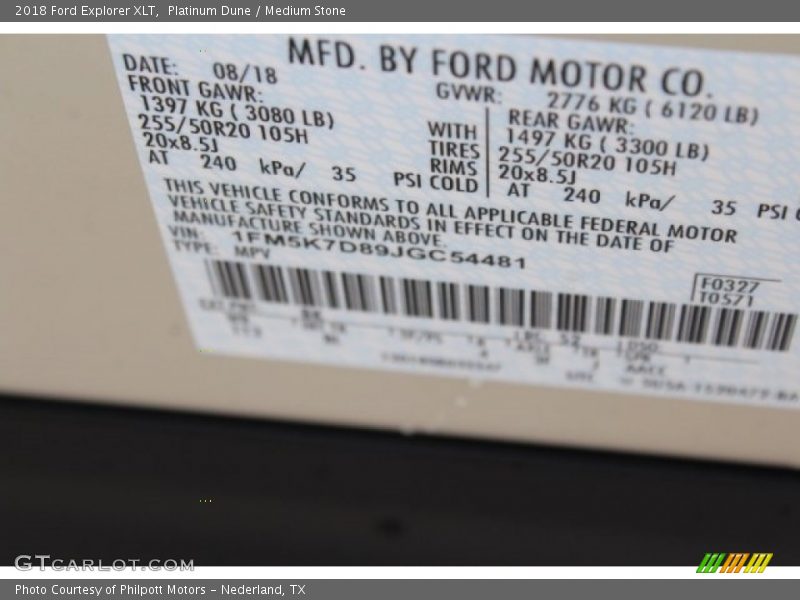 2018 Ford Explorer XLT, Platinum Dune / Medium Stone
MFD. BY FORD MOTOR CO.
DATE: 08/18
GVWR: 2776 KG ( 6120 LB)
FRONT GAWR:
1397 KG ( 3080 LB)
255/50R20 105H
20x8.5J
AT 240 kPa/ 35 PSI COLD
WITH
TIRES
RIMS
REAR GAWR:
1497 KG ( 3300 LB)
255/50R20 105H
20x8.5J
AT 240 kPa/ 35 PSI
THIS VEHICLE CONFORMS TO ALL APPLICABLE FEDERAL MOTOR
VEHICLE SAFETY STANDARDS IN EFFECT ON THE DATE OF
MANUFACTURE SHOWN ABOVE.
VIN: 1FM5K7D89JGC54481
TYPE: MPV
F0327
T0571
GTCARLOT.COM
Photo Courtesy of Philpott Motors - Nederland, TX